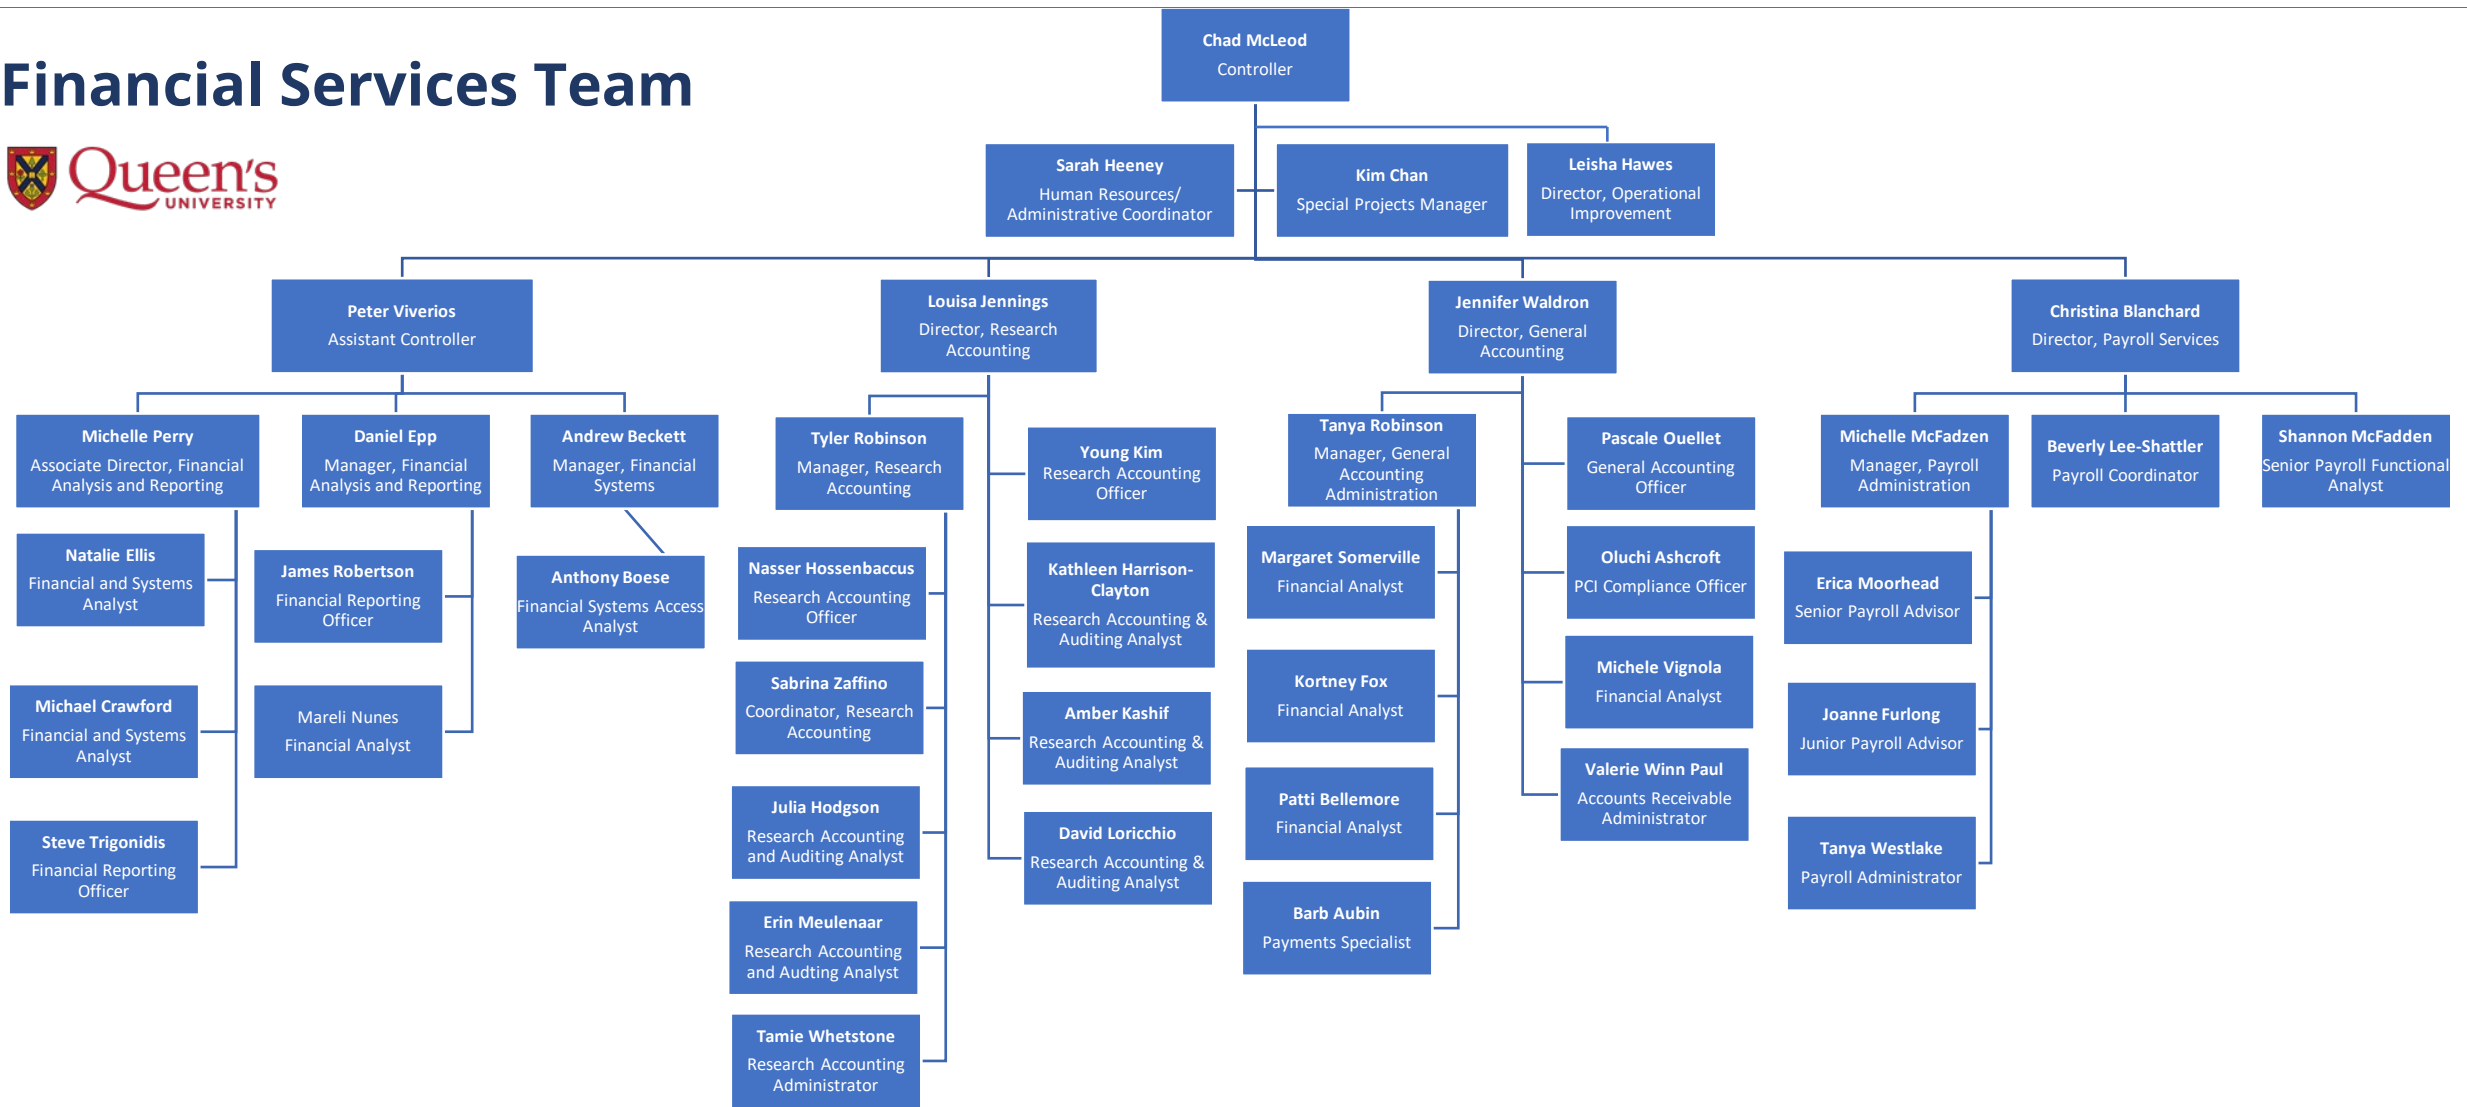 Financial Services Team
Queen's
UNIVERSITY
Chad McLeod
Controller
Sarah Heeney
Human Resources/
Administrative Coordinator
Kim Chan
Special Projects Manager
Leisha Hawes
Director, Operational
Improvement
Peter Viverios
Assistant Controller
Louisa Jennings
Director, Research
Accounting
Jennifer Waldron
Director, General
Accounting
Christina Blanchard
Director, Payroll Services
Michelle Perry
Associate Director, Financial
Analysis and Reporting
Daniel Epp
Manager, Financial
Analysis and Reporting
Andrew Beckett
Manager, Financial
Systems
Natalie Ellis
Financial and Systems
Analyst
Michael Crawford
Financial and Systems
Analyst
Steve Trigonidis
Financial Reporting
Officer
James Robertson
Financial Reporting
Officer
Mareli Nunes
Financial Analyst
Anthony Boese
Financial Systems Access
Analyst
Tyler Robinson
Manager, Research
Accounting
Nasser Hossenbaccus
Research Accounting
Officer
Sabrina Zaffino
Coordinator, Research
Accounting
Julia Hodgson
Research Accounting
and Auditing Analyst
Erin Meulenaar
Research Accounting
and Audting Analyst
Tamie Whetstone
Research Accounting
Administrator
Young Kim
Research Accounting
Officer
Kathleen Harrison-
Clayton
Research Accounting &
Auditing Analyst
Amber Kashif
Research Accounting &
Auditing Analyst
David Loricchio
Research Accounting &
Auditing Analyst
Tanya Robinson
Manager, General
Accounting
Administration
Margaret Somerville
Financial Analyst
Kortney Fox
Financial Analyst
Patti Bellemore
Financial Analyst
Barb Aubin
Payments Specialist
Pascale Ouellet
General Accounting
Officer
Oluchi Ashcroft
PCI Compliance Officer
Michele Vignola
Financial Analyst
Valerie Winn Paul
Accounts Receivable
Administrator
Michelle McFadzen
Manager, Payroll
Administration
Beverly Lee-Shattler
Payroll Coordinator
Shannon McFadden
Senior Payroll Functional
Analyst
Erica Moorhead
Senior Payroll Advisor
Joanne Furlong
Junior Payroll Advisor
Tanya Westlake
Payroll Administrator